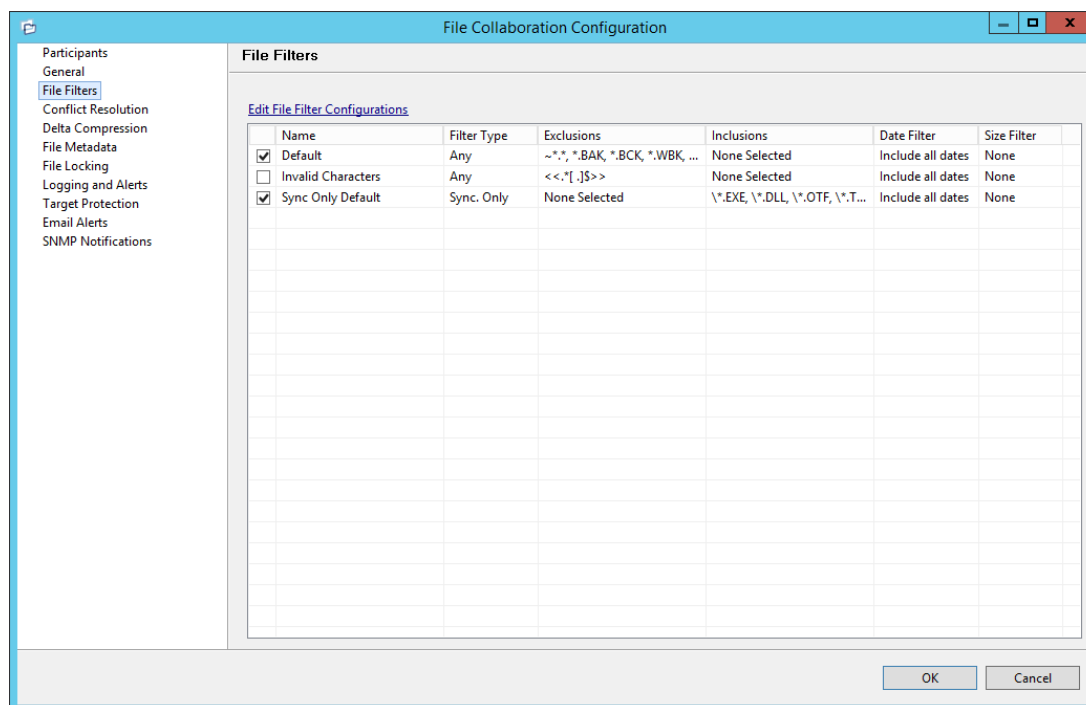 File Collaboration Configuration
Participants
General
File Filters
Conflict Resolution
Delta Compression
File Metadata
File Locking
Logging and Alerts
Target Protection
Email Alerts
SNMP Notifications
File Filters
Edit File Filter Configurations
Name Filter Type Exclusions Inclusions Date Filter Size Filter
Default Any ~*.*, *.BAK, *.BCK, *.WBK, ... None Selected Include all dates None
Invalid Characters Any <<.*[ .]$>> None Selected Include all dates None
Sync Only Default Sync. Only None Selected \*.EXE, \*.DLL, \*.OTF, \*.T... Include all dates None
OK Cancel